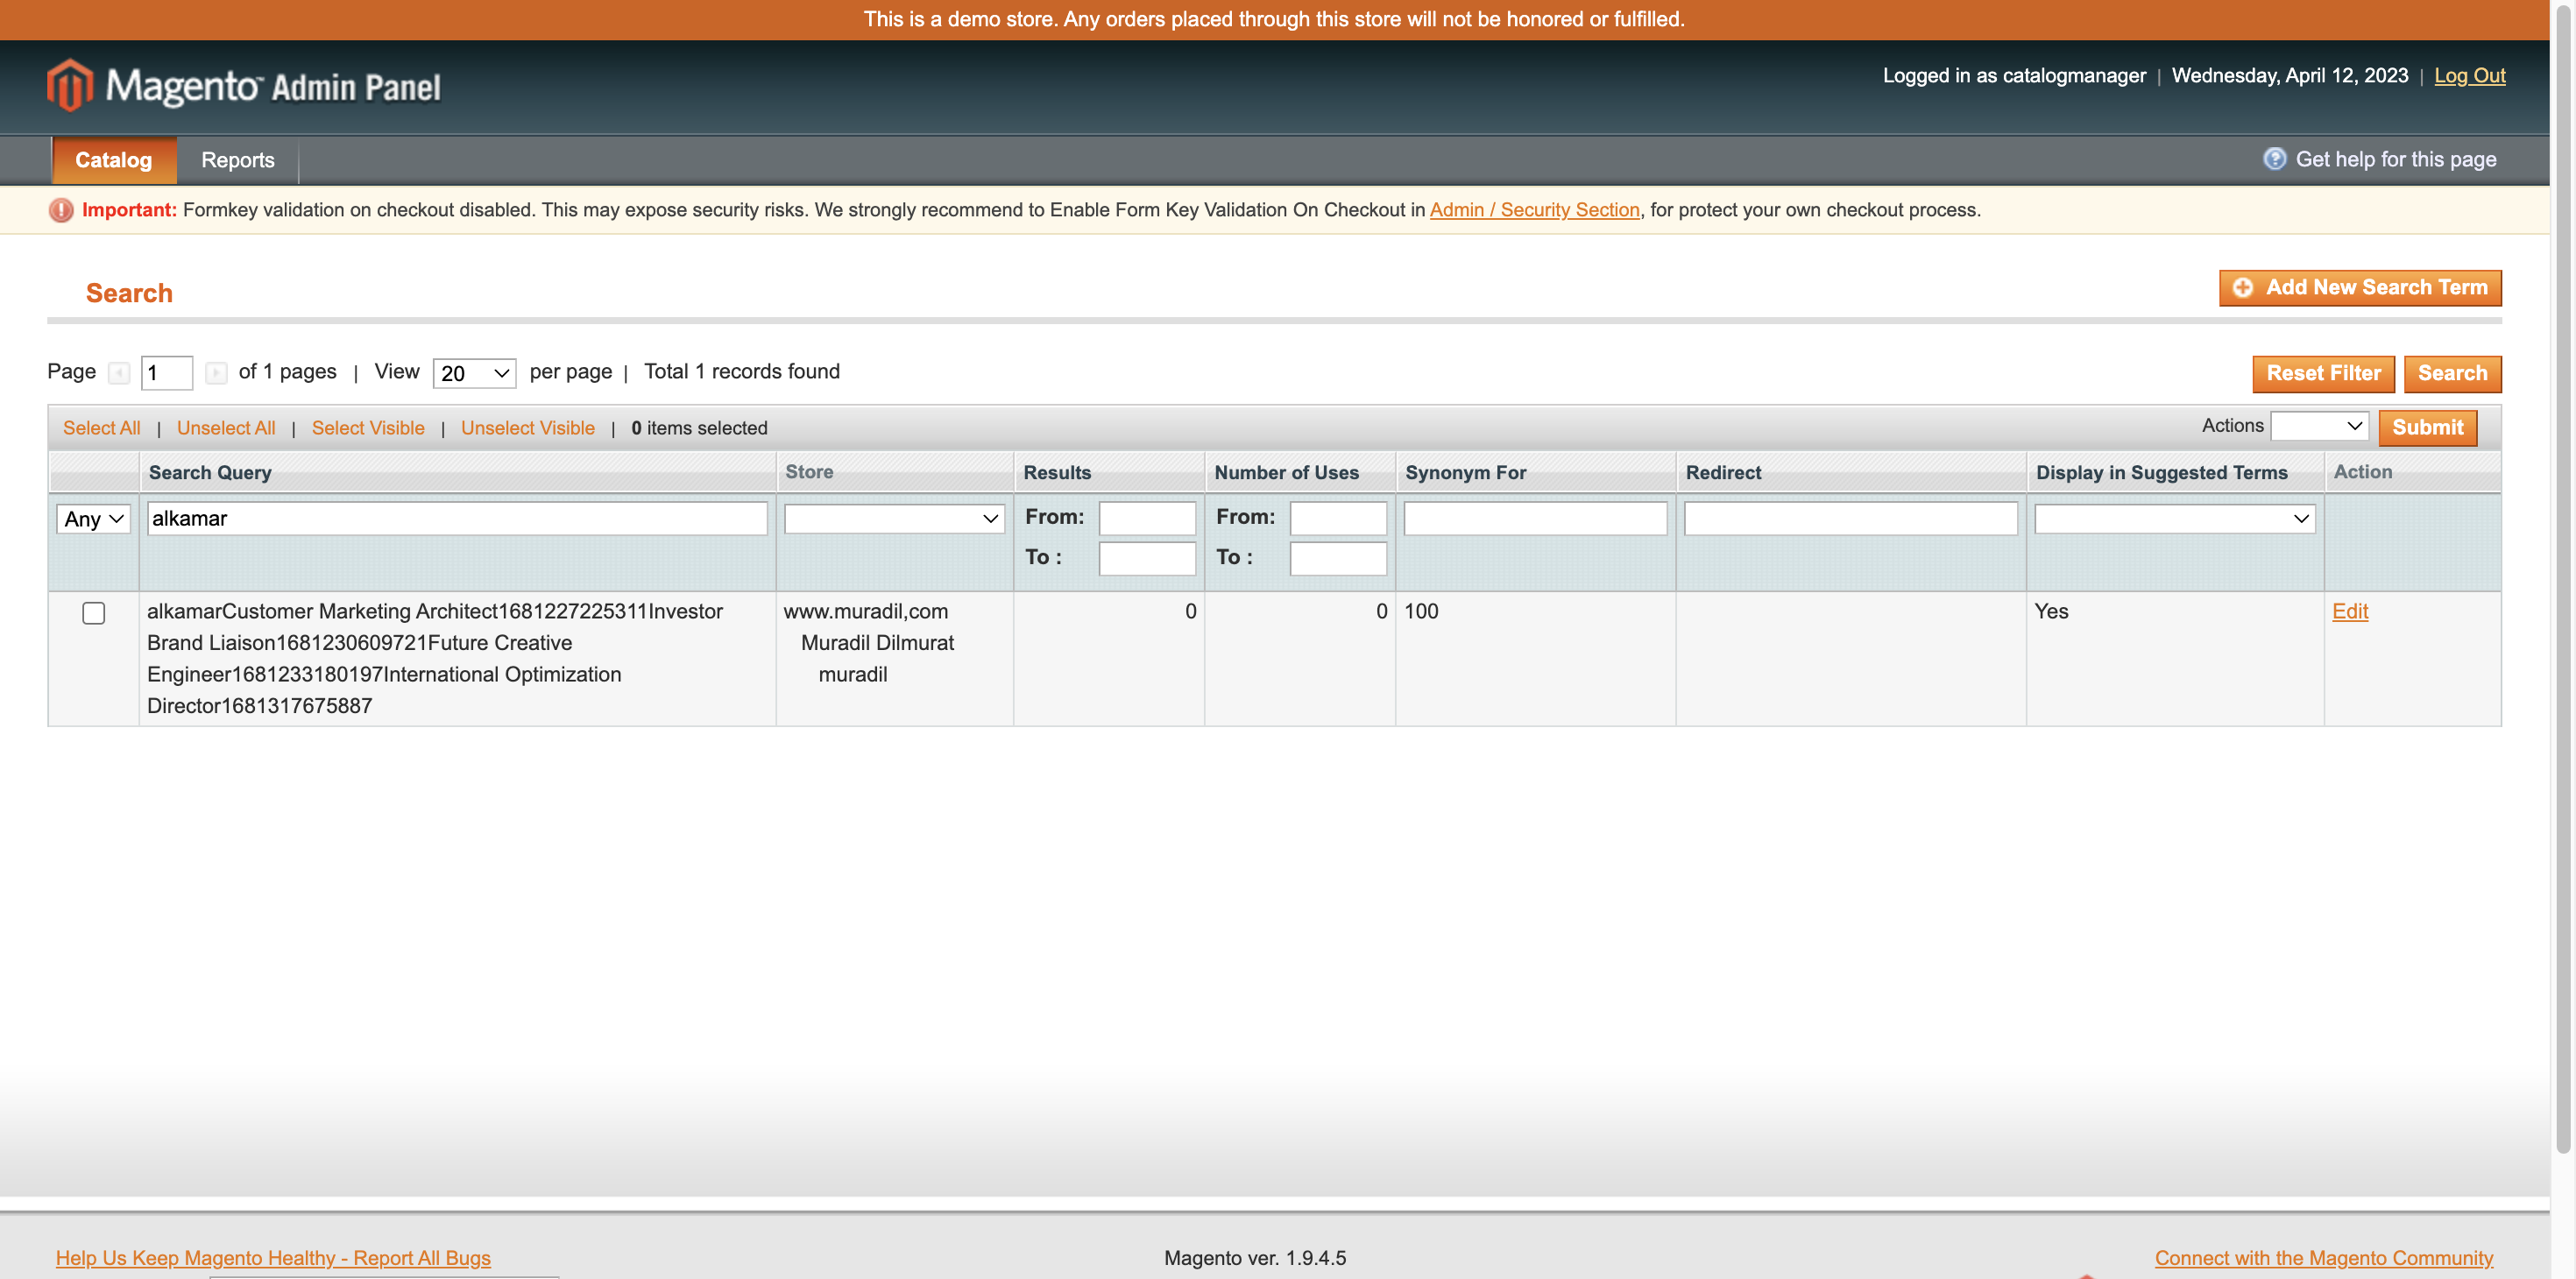 This is a demo store. Any orders placed through this store will not be honored or fulfilled.
Magento™ Admin Panel
Logged in as catalogmanager | Wednesday, April 12, 2023 | Log Out
Catalog Reports Get help for this page
Important: Formkey validation on checkout disabled. This may expose security risks. We strongly recommend to Enable Form Key Validation On Checkout in Admin / Security Section, for protect your own checkout process.
Search Add New Search Term
Page 1 of 1 pages | View 20 per page | Total 1 records found Reset Filter Search
Select All | Unselect All | Select Visible | Unselect Visible | 0 items selected Actions Submit
Search Query Store Results Number of Uses Synonym For Redirect Display in Suggested Terms Action
Any alkamar From: From:
To : To :
alkamarCustomer Marketing Architect1681227225311Investor www.muradil,com 0 0 100 Yes Edit
Brand Liaison1681230609721Future Creative Muradil Dilmurat
Engineer1681233180197International Optimization muradil
Director1681317675887
Help Us Keep Magento Healthy - Report All Bugs Magento ver. 1.9.4.5 Connect with the Magento Community